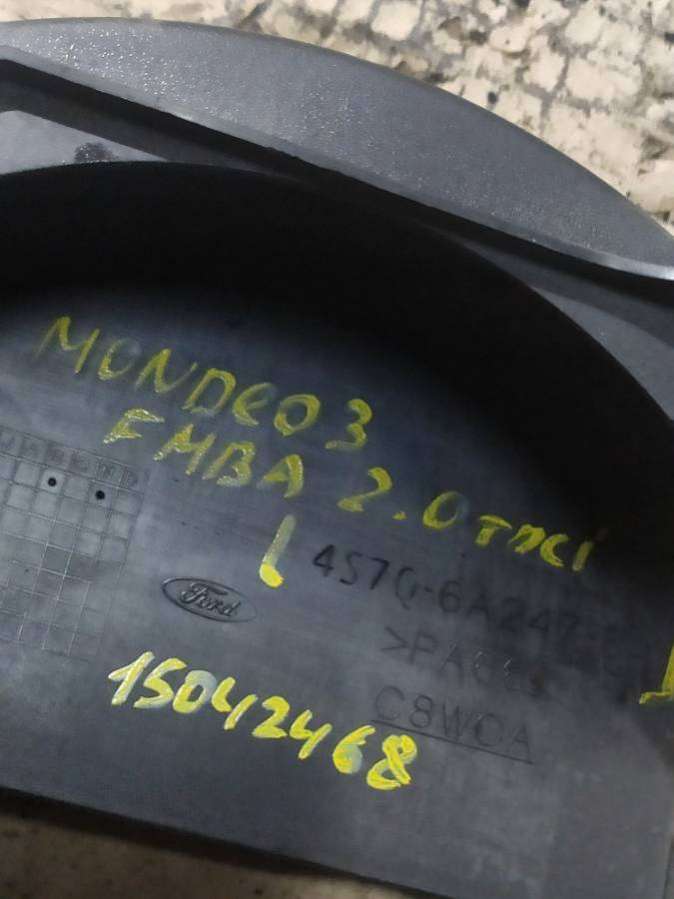 MONDEO 3
FMBA 2.0 TDCi
4S7Q-6A247-
Ford
C8WOA
15042468